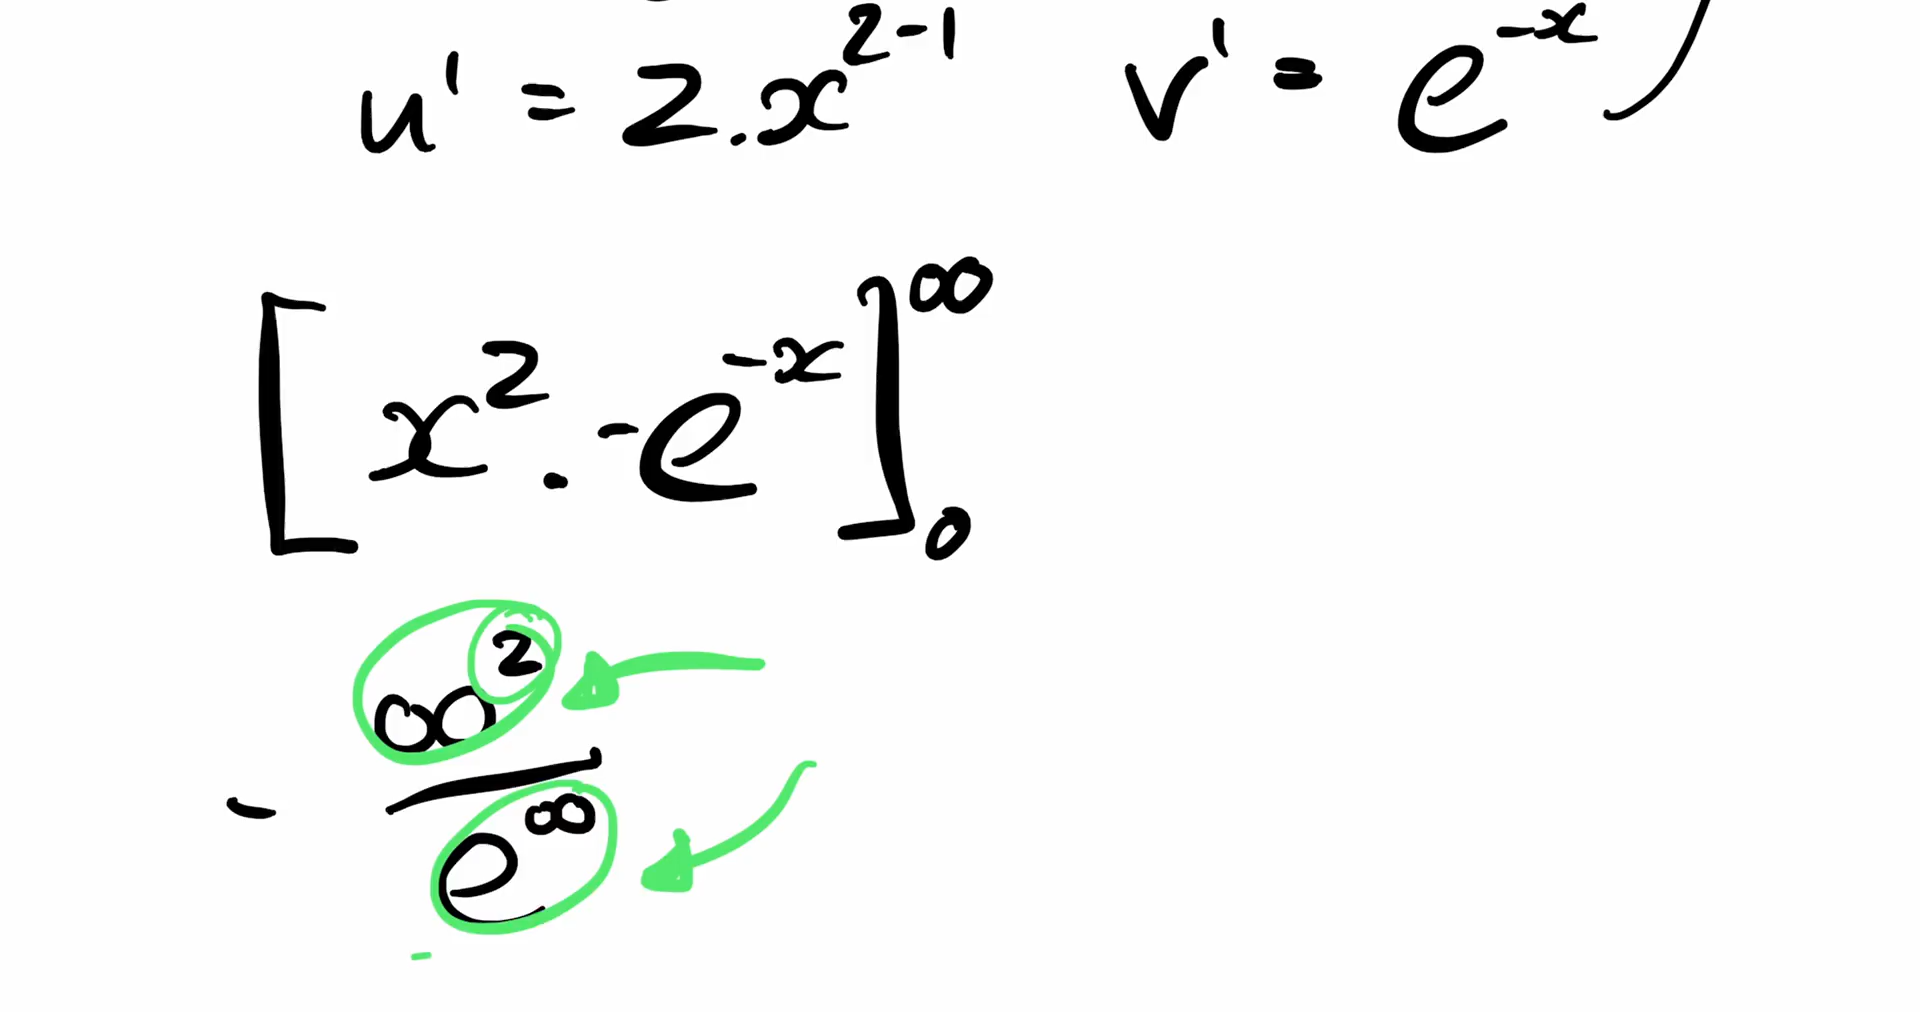 u' = 2.x^{2-1} v' = e^{-x}
[x^2 . -e^{-x}]_0^∞
- ∞^2 / e^∞